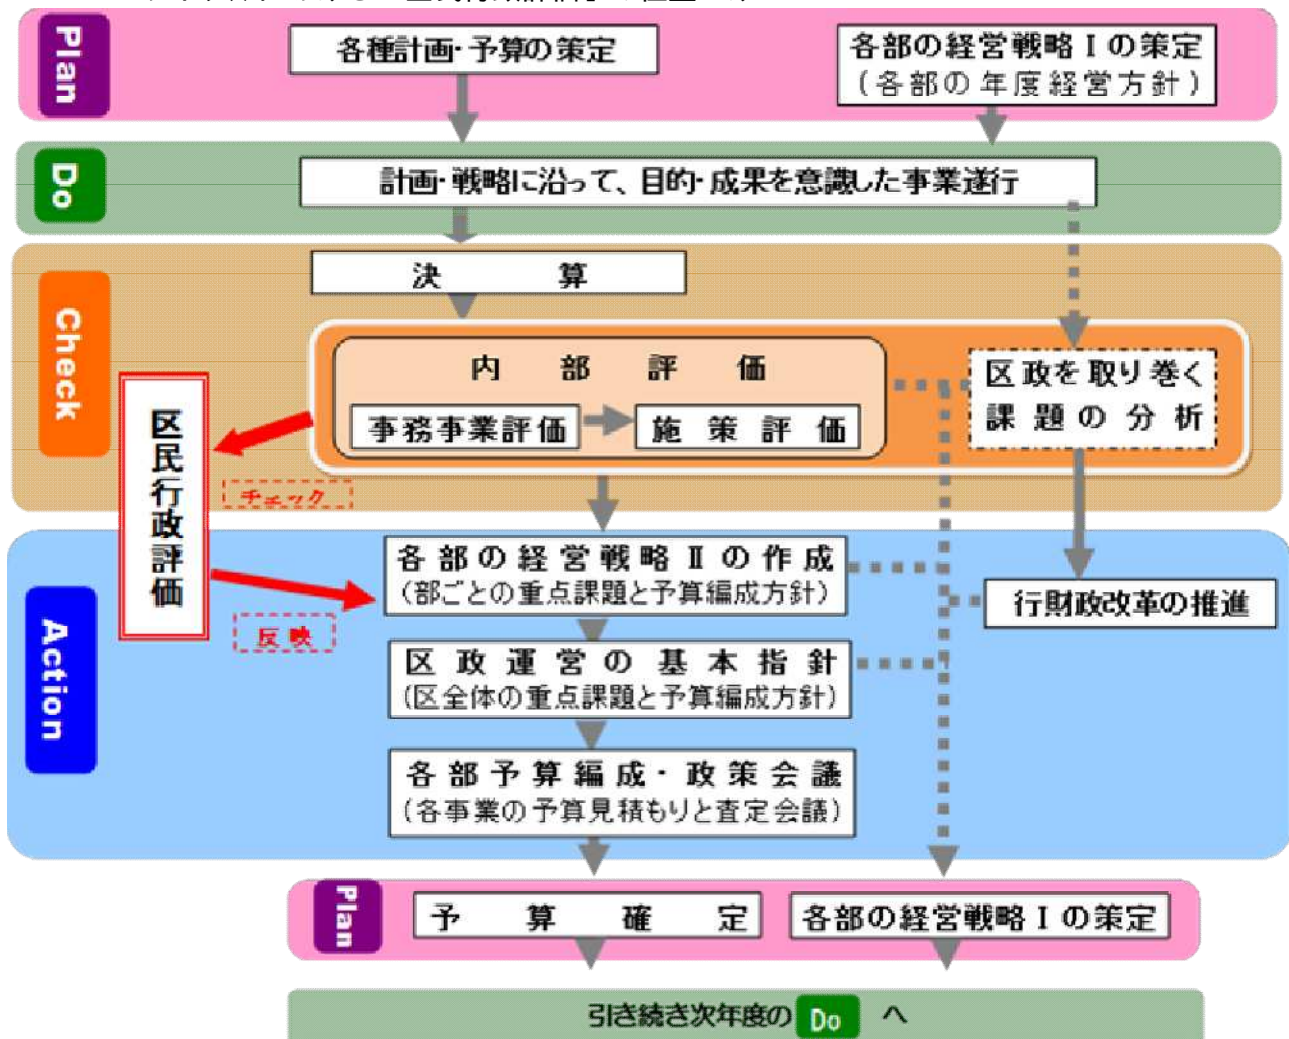 Plan
各種計画・予算の策定
各部の経営戦略Ⅰの策定
(各部の年度経営方針)
Do
計画・戦略に沿って、目的・成果を意識した事業遂行
Check
決算
内部評価
事務事業評価
施策評価
区政を取り巻く
課題の分析
区民行政評価
チェック
反映
Action
各部の経営戦略Ⅱの作成
(部ごとの重点課題と予算編成方針)
行財政改革の推進
区政運営の基本指針
(区全体の重点課題と予算編成方針)
各部予算編成・政策会議
(各事業の予算見積もりと査定会議)
Plan
予算確定
各部の経営戦略Ⅰの策定
引き続き次年度の Do へ